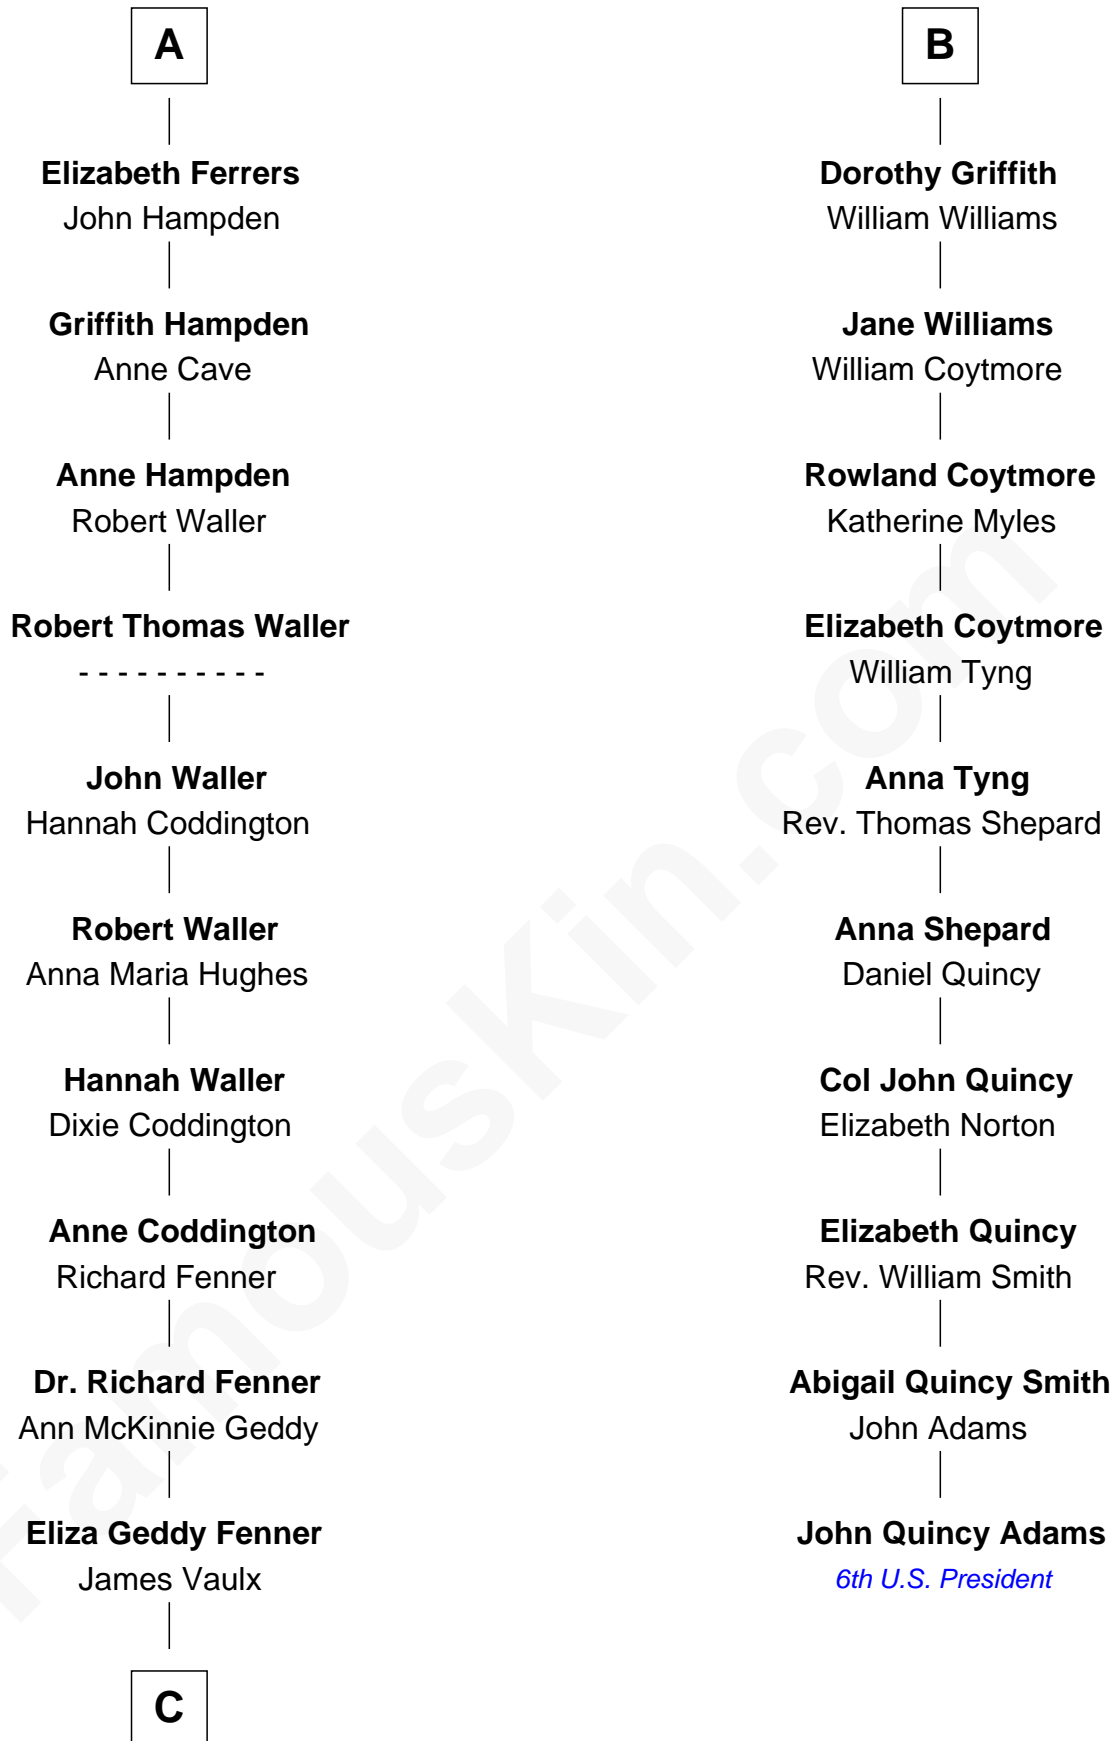 A
Elizabeth Ferrers
John Hampden
Griffith Hampden
Anne Cave
Anne Hampden
Robert Waller
Robert Thomas Waller
- - - - - - - - - -
John Waller
Hannah Coddington
Robert Waller
Anna Maria Hughes
Hannah Waller
Dixie Coddington
Anne Coddington
Richard Fenner
Dr. Richard Fenner
Ann McKinnie Geddy
Eliza Geddy Fenner
James Vaulx
C
B
Dorothy Griffith
William Williams
Jane Williams
William Coytmore
Rowland Coytmore
Katherine Myles
Elizabeth Coytmore
William Tyng
Anna Tyng
Rev. Thomas Shepard
Anna Shepard
Daniel Quincy
Col John Quincy
Elizabeth Norton
Elizabeth Quincy
Rev. William Smith
Abigail Quincy Smith
John Adams
John Quincy Adams
6th U.S. President
FamousKin.com